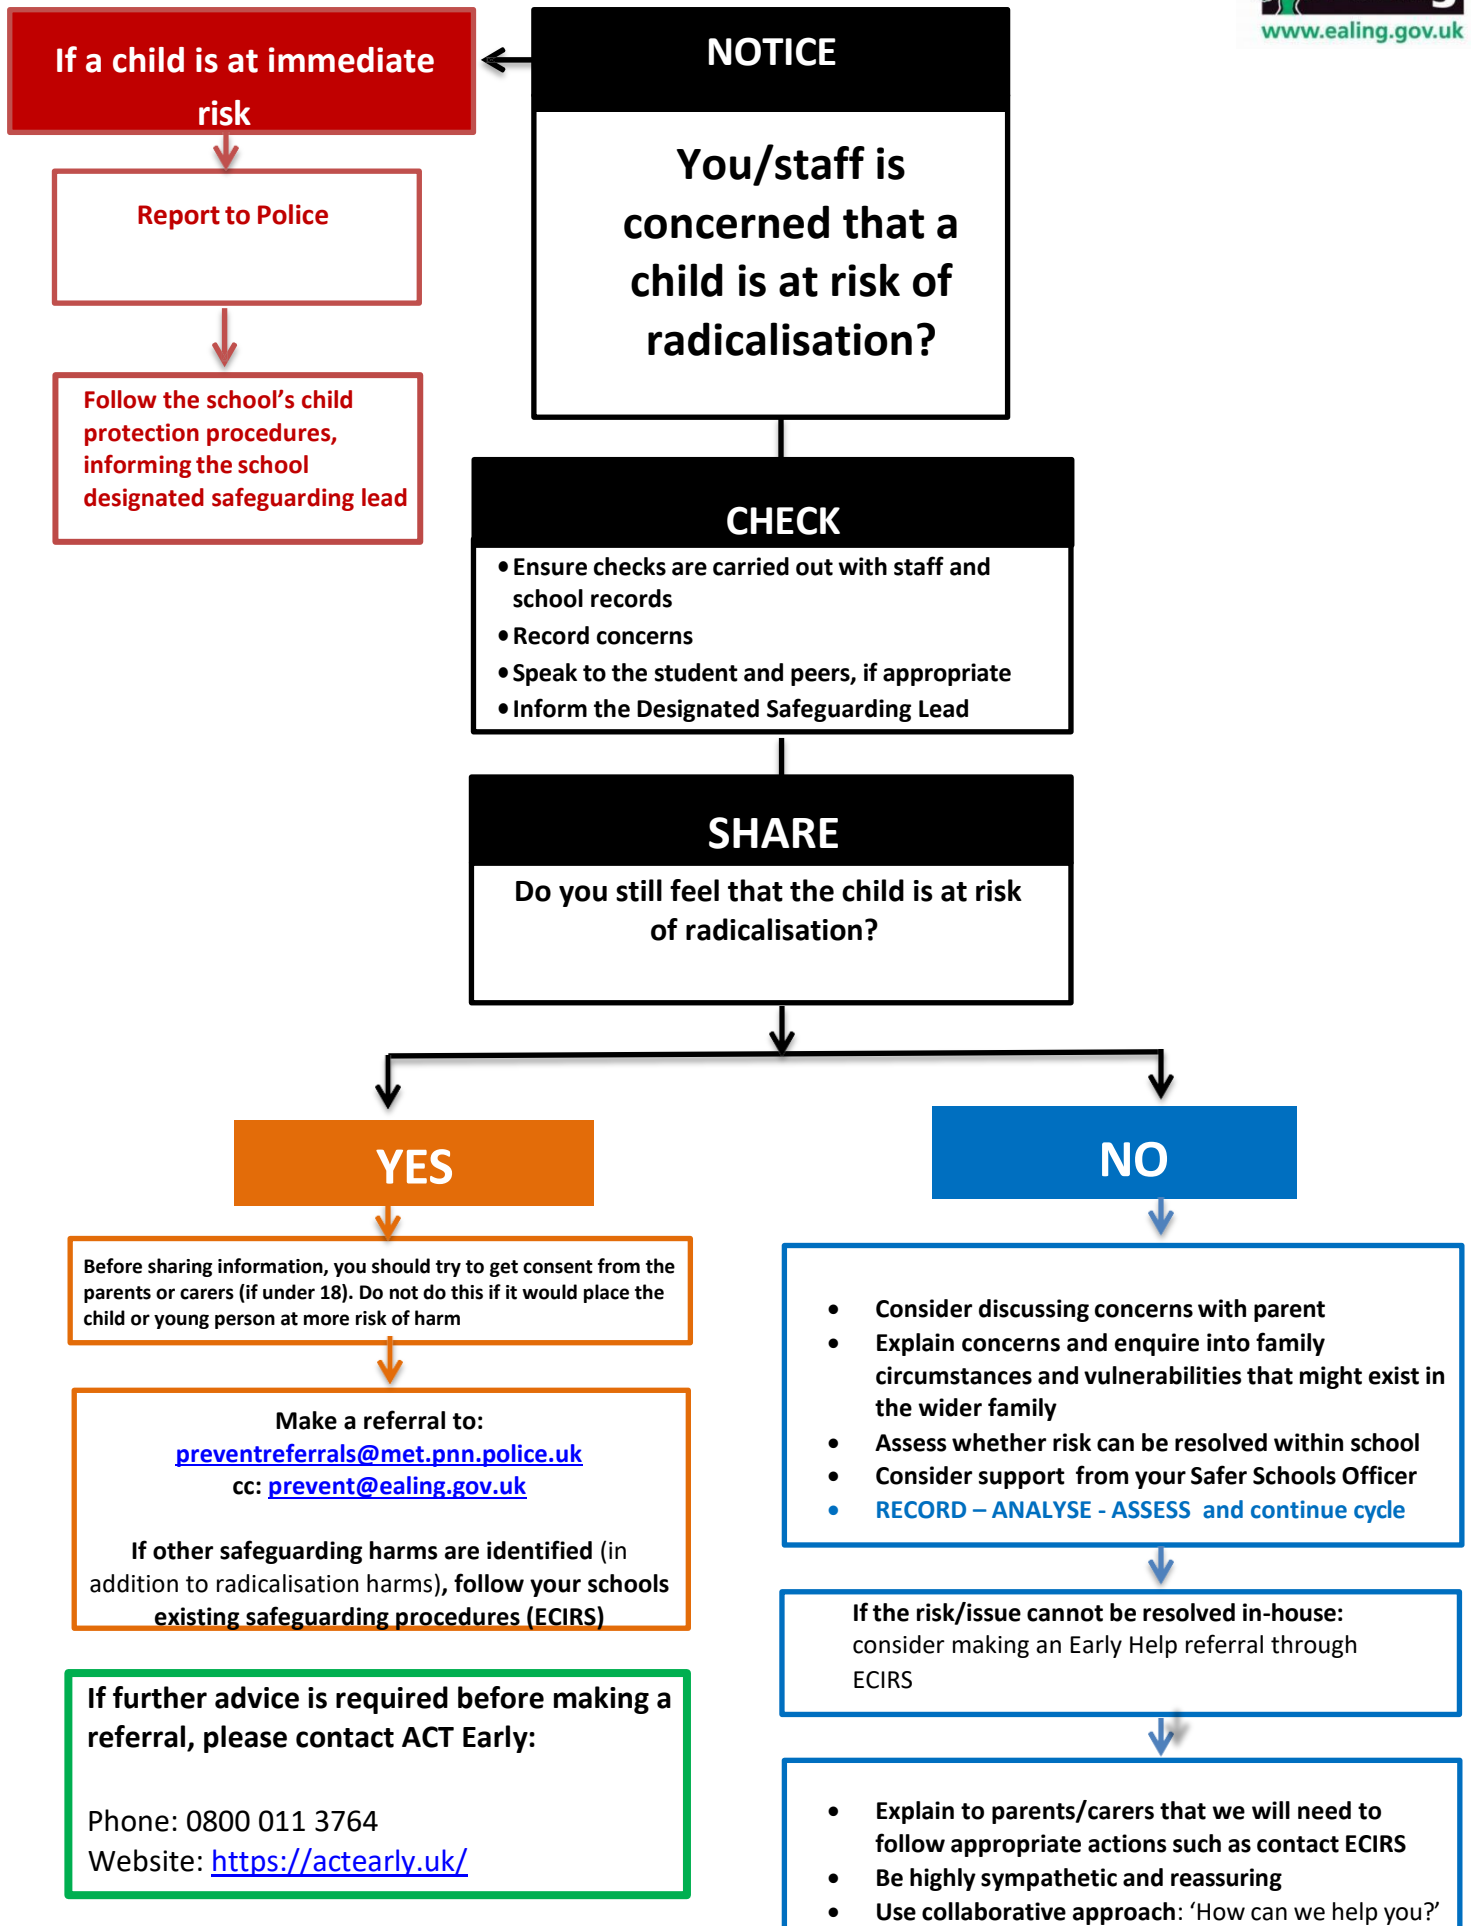 www.ealing.gov.uk
If a child is at immediate
risk
Report to Police
Follow the school’s child
protection procedures,
informing the school
designated safeguarding lead
NOTICE
You/staff is
concerned that a
child is at risk of
radicalisation?
CHECK
• Ensure checks are carried out with staff and
school records
• Record concerns
• Speak to the student and peers, if appropriate
• Inform the Designated Safeguarding Lead
SHARE
Do you still feel that the child is at risk
of radicalisation?
YES
Before sharing information, you should try to get consent from the
parents or carers (if under 18). Do not do this if it would place the
child or young person at more risk of harm
Make a referral to:
preventreferrals@met.pnn.police.uk
cc: prevent@ealing.gov.uk
If other safeguarding harms are identified (in
addition to radicalisation harms), follow your schools
existing safeguarding procedures (ECIRS)
If further advice is required before making a
referral, please contact ACT Early:
Phone: 0800 011 3764
Website: https://actearly.uk/
NO
• Consider discussing concerns with parent
• Explain concerns and enquire into family
circumstances and vulnerabilities that might exist in
the wider family
• Assess whether risk can be resolved within school
• Consider support from your Safer Schools Officer
• RECORD – ANALYSE - ASSESS and continue cycle
If the risk/issue cannot be resolved in-house:
consider making an Early Help referral through
ECIRS
• Explain to parents/carers that we will need to
follow appropriate actions such as contact ECIRS
• Be highly sympathetic and reassuring
• Use collaborative approach: ‘How can we help you?’